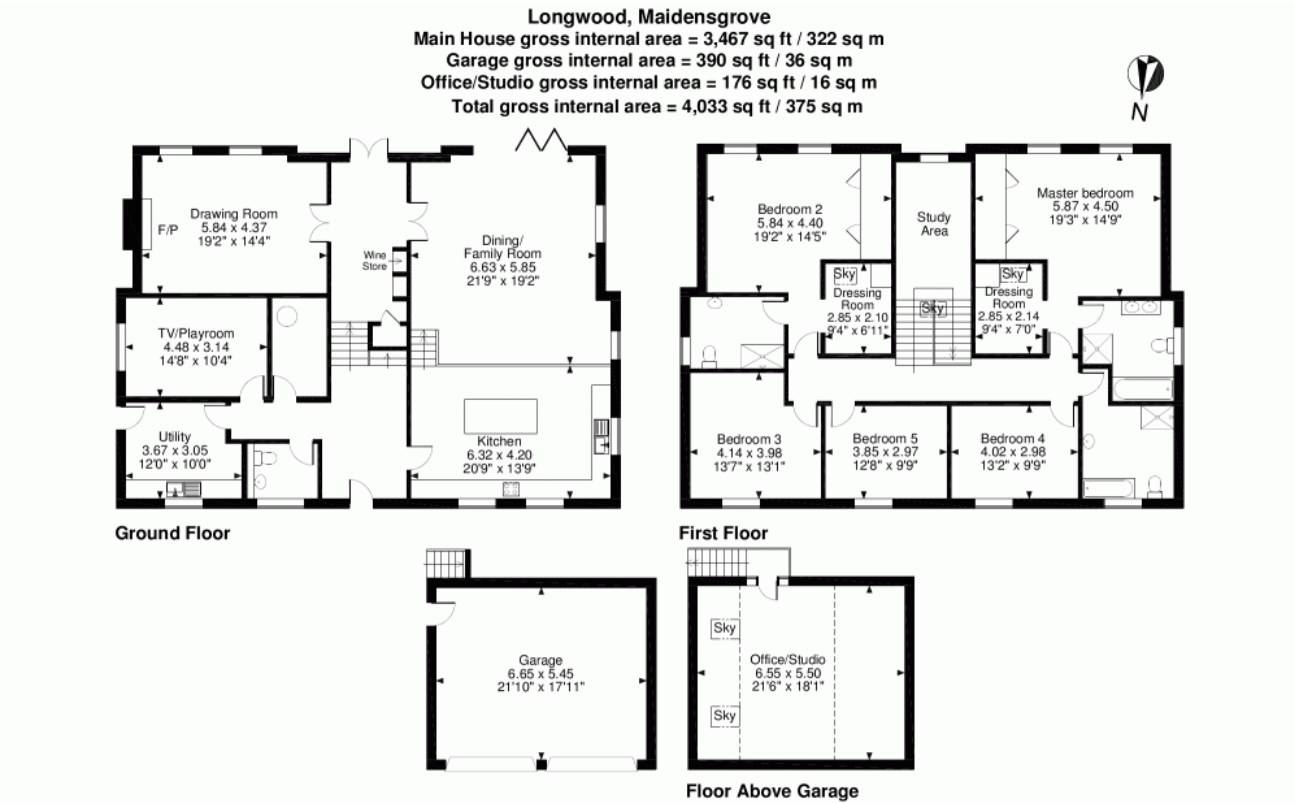 Longwood, Maidensgrove
Main House gross internal area = 3,467 sq ft / 322 sq m
Garage gross internal area = 390 sq ft / 36 sq m
Office/Studio gross internal area = 176 sq ft / 16 sq m
Total gross internal area = 4,033 sq ft / 375 sq m
N
Drawing Room
5.84 x 4.37
19'2" x 14'4"
F/P
Wine
Store
Dining/
Family Room
6.63 x 5.85
21'9" x 19'2"
TV/Playroom
4.48 x 3.14
14'8" x 10'4"
Utility
3.67 x 3.05
12'0" x 10'0"
Kitchen
6.32 x 4.20
20'9" x 13'9"
Ground Floor
Bedroom 2
5.84 x 4.40
19'2" x 14'5"
Study
Area
Master bedroom
5.87 x 4.50
19'3" x 14'9"
Sky
Dressing
Room
2.85 x 2.10
9'4" x 6'11"
Sky
Sky
Dressing
Room
2.85 x 2.14
9'4" x 7'0"
Bedroom 3
4.14 x 3.98
13'7" x 13'1"
Bedroom 5
3.85 x 2.97
12'8" x 9'9"
Bedroom 4
4.02 x 2.98
13'2" x 9'9"
First Floor
Garage
6.65 x 5.45
21'10" x 17'11"
Sky
Office/Studio
6.55 x 5.50
21'6" x 18'1"
Sky
Floor Above Garage